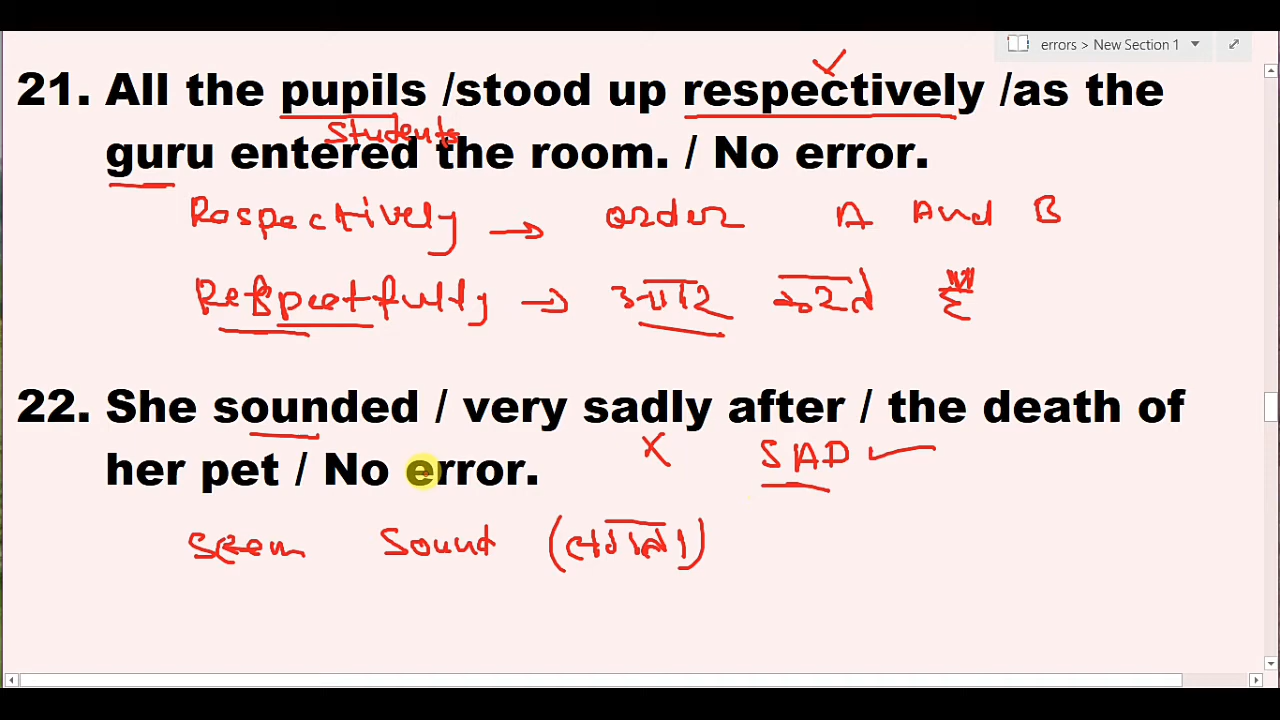 errors > New Section 1
21. All the pupils /stood up respectively /as the
students
guru entered the room. / No error.
Respectively → order A And B
→
22. She sounded / very sadly after / the death of
her pet / No error.
X SAD
Seem Sound